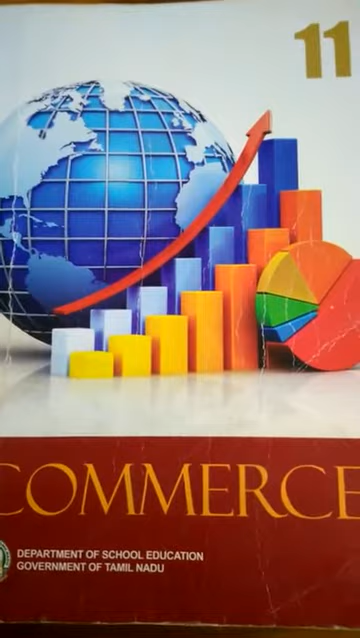 11
COMMERCE
DEPARTMENT OF SCHOOL EDUCATION
GOVERNMENT OF TAMIL NADU